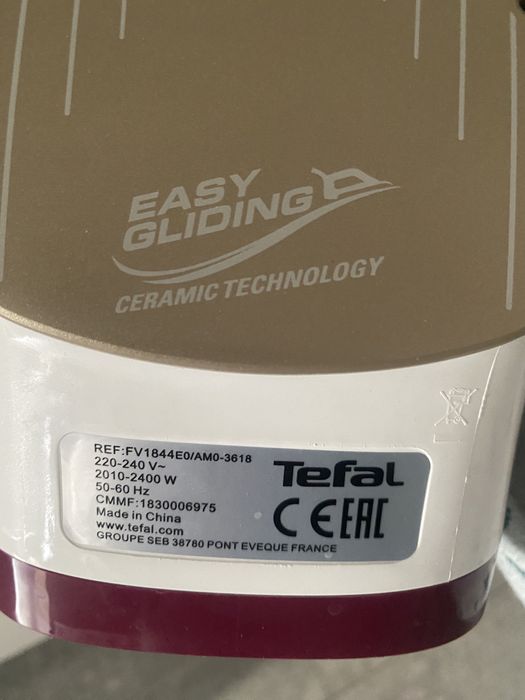 EASY
GLIDING
CERAMIC TECHNOLOGY
REF:FV1844E0/AM0-3618
220-240 V~
2010-2400 W
50-60 Hz
CMMF:1830006975
Made in China
www.tefal.com
GROUPE SEB 38780 PONT EVEQUE FRANCE
Tefal
CE EAC